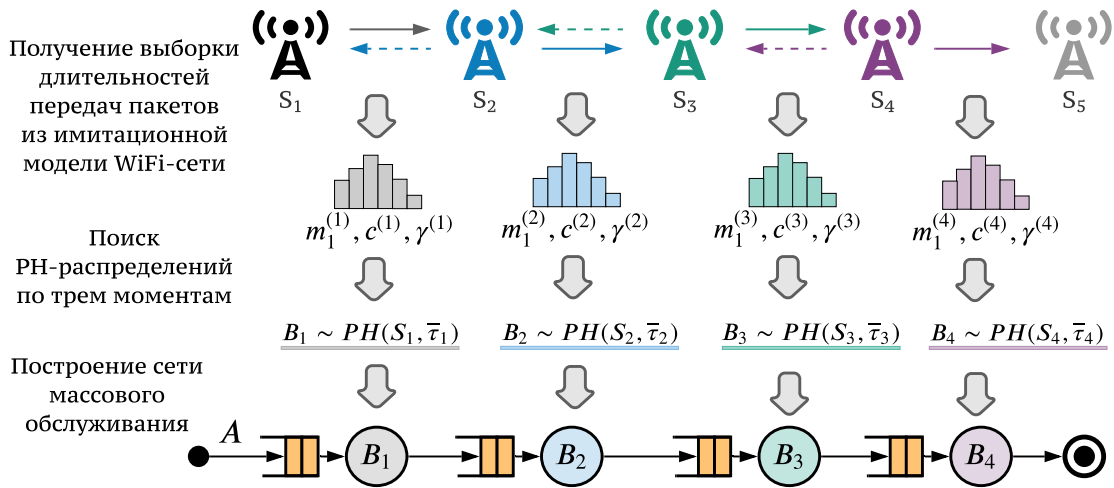 Получение выборки
длительностей
передач пакетов
из имитационной
модели WiFi-сети
S₁ S₂ S₃ S₄ S₅
m₁⁽¹⁾, c⁽¹⁾, γ⁽¹⁾ m₁⁽²⁾, c⁽²⁾, γ⁽²⁾ m₁⁽³⁾, c⁽³⁾, γ⁽³⁾ m₁⁽⁴⁾, c⁽⁴⁾, γ⁽⁴⁾
Поиск
PH-распределений
по трем моментам
B₁ ~ PH(S₁, τ̅₁) B₂ ~ PH(S₂, τ̅₂) B₃ ~ PH(S₃, τ̅₃) B₄ ~ PH(S₄, τ̅₄)
Построение сети
массового
обслуживания
A B₁ B₂ B₃ B₄